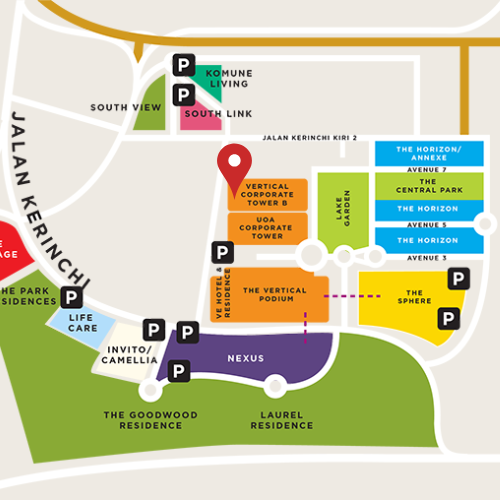 P
KOMUNE
LIVING
P
SOUTH VIEW
SOUTH LINK
JALAN KERINCHI
JALAN KERINCHI KIRI 2
THE HORIZON/
ANNEXE
AVENUE 7
THE
CENTRAL PARK
THE HORIZON
AVENUE 5
THE HORIZON
AVENUE 3
VERTICAL
CORPORATE
TOWER B
UOA
CORPORATE
TOWER
LAKE
GARDEN
P
VE HOTEL &
RESIDENCE
THE VERTICAL
PODIUM
THE
SPHERE
P
P
E
AGE
HE PARK
SIDENCES
P
LIFE
CARE
P
INVITO/
CAMELLIA
P
NEXUS
P
THE GOODWOOD
RESIDENCE
LAUREL
RESIDENCE